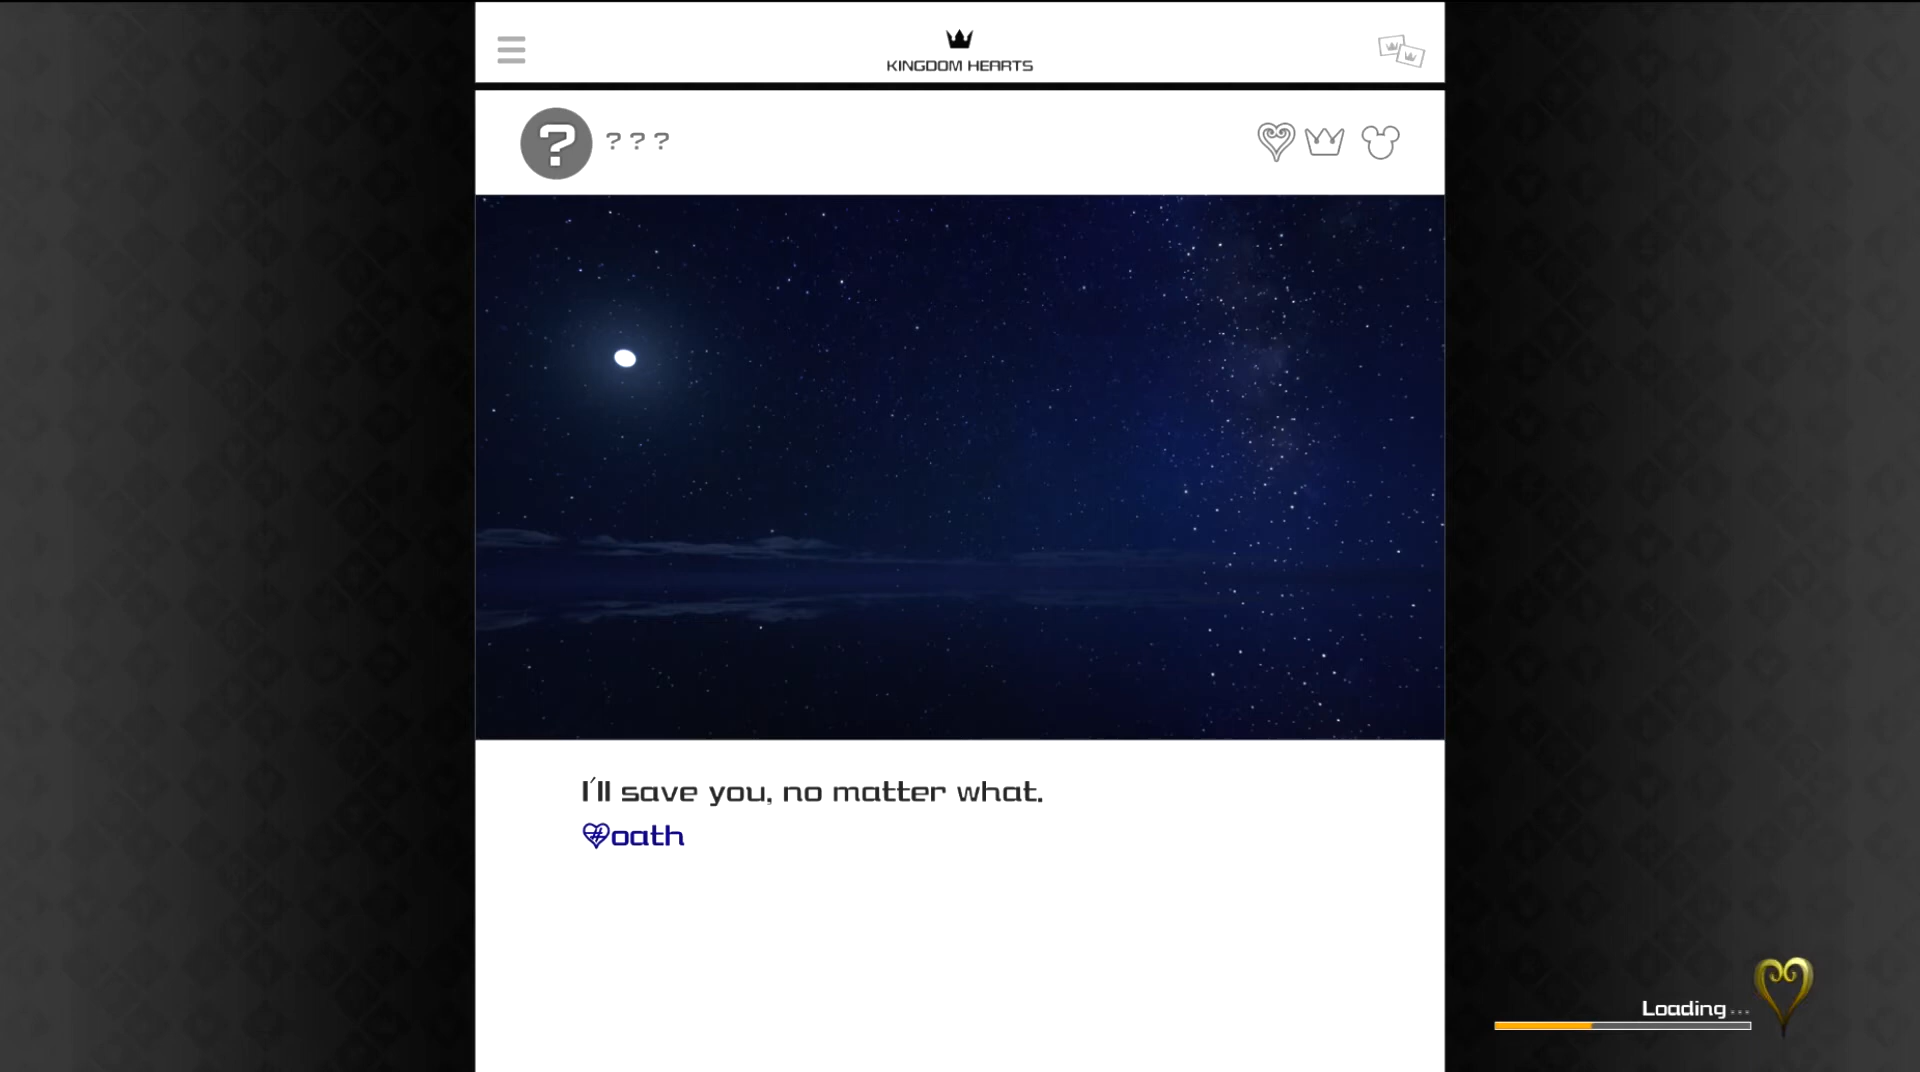 KINGDOM HEARTS
?
? ? ?
I'll save you, no matter what.
#oath
Loading...